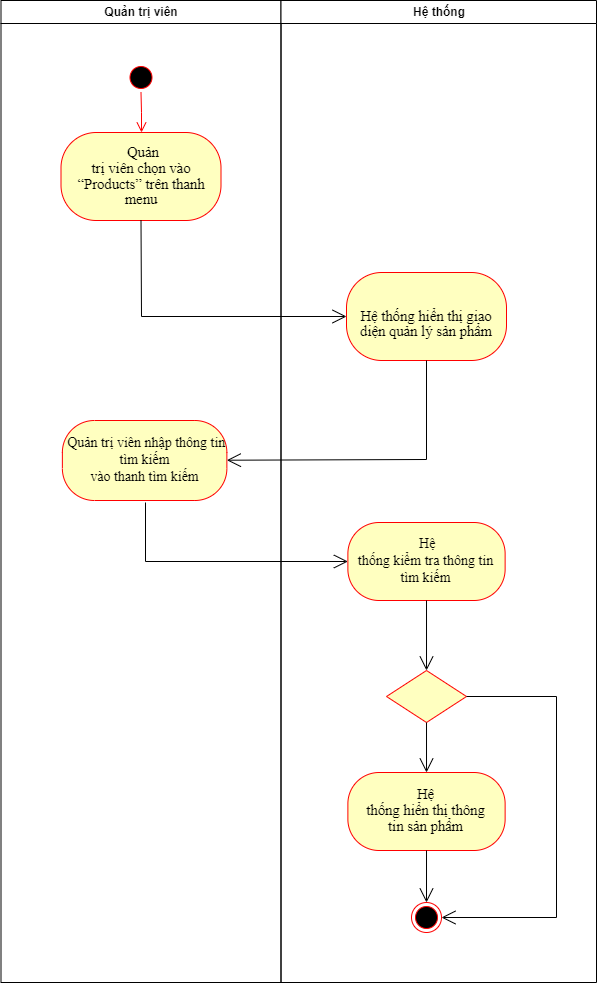 Quản trị viên
Hệ thống
Quản
trị viên chọn vào
“Products” trên thanh
menu
Hệ thống hiển thị giao
diện quản lý sản phẩm
Quản trị viên nhập thông tin
tìm kiếm
vào thanh tìm kiếm
Hệ
thống kiểm tra thông tin
tìm kiếm
Hệ
thống hiển thị thông
tin sản phẩm